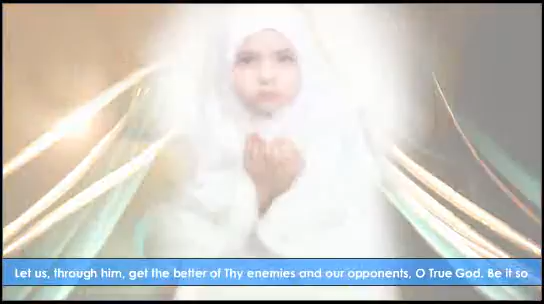 Let us, through him, get the better of Thy enemies and our opponents, O True God. Be it so